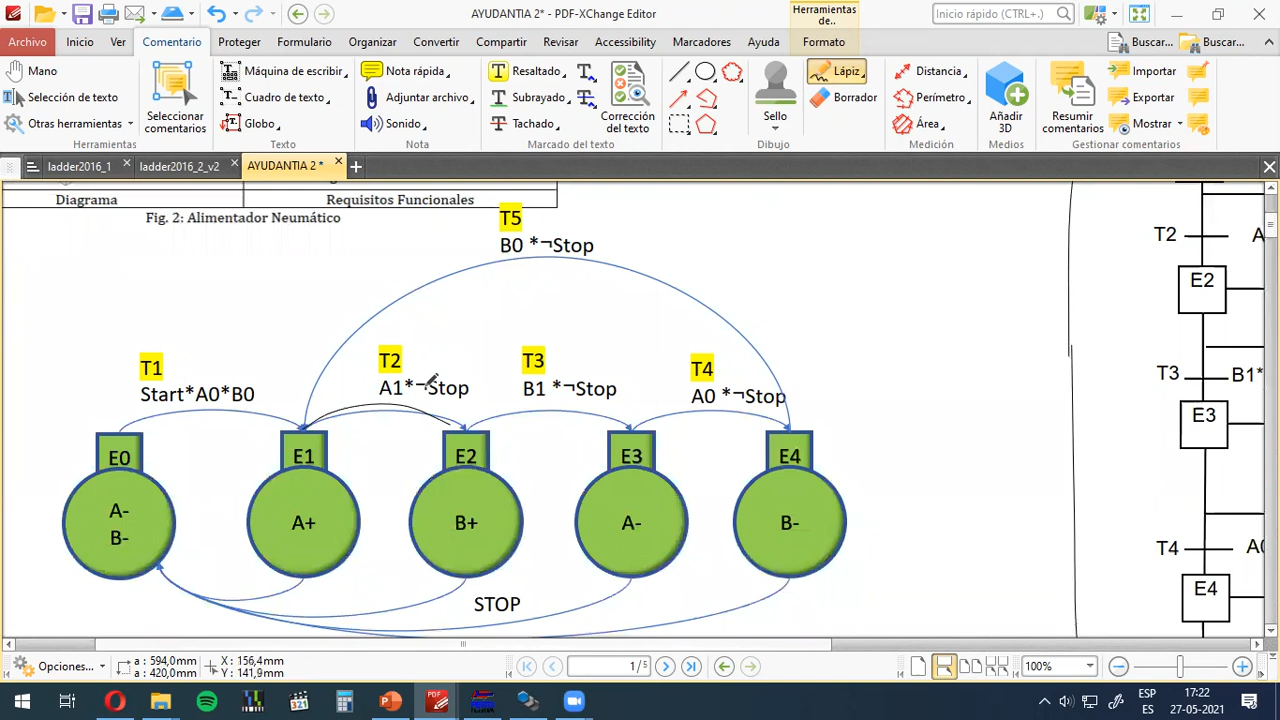 AYUDANTIA 2 * - PDF-XChange Editor
Herramientas de..
Inicio rápido (CTRL+.)
Archivo Inicio Ver Comentario Proteger Formulario Organizar Convertir Compartir Revisar Accessibility Marcadores Ayuda Formato Buscar... Buscar...
Mano
Selección de texto
Otras herramientas
Herramientas
Seleccionar comentarios
Máquina de escribir
Cuadro de texto
Globo
Texto
Nota rápida
Adjuntar archivo
Sonido
Nota
Resaltado
Subrayado
Tachado
Corrección del texto
Marcado del texto
Dibujo
Sello
Lápiz
Borrador
Distancia
Perímetro
Área
Medición
Añadir 3D
Medios
Resumir comentarios
Importar
Exportar
Mostrar
Gestionar comentarios
ladder2016_1 ladder2016_2_v2 AYUDANTIA 2 *
Diagrama Requisitos Funcionales
Fig. 2: Alimentador Neumático
T5
B0 *¬Stop
T1
Start*A0*B0
T2
A1*¬Stop
T3
B1 *¬Stop
T4
A0 *¬Stop
E0 E1 E2 E3 E4
A-
B-
A+
B+
A-
B-
STOP
T2
E2
T3 B1*
E3
T4 A0
E4
Opciones...
a : 594,0mm
a : 420,0mm
X : 156,4mm
Y : 141,9mm
1/5
100%
ESP
ES
17:22
27-05-2021